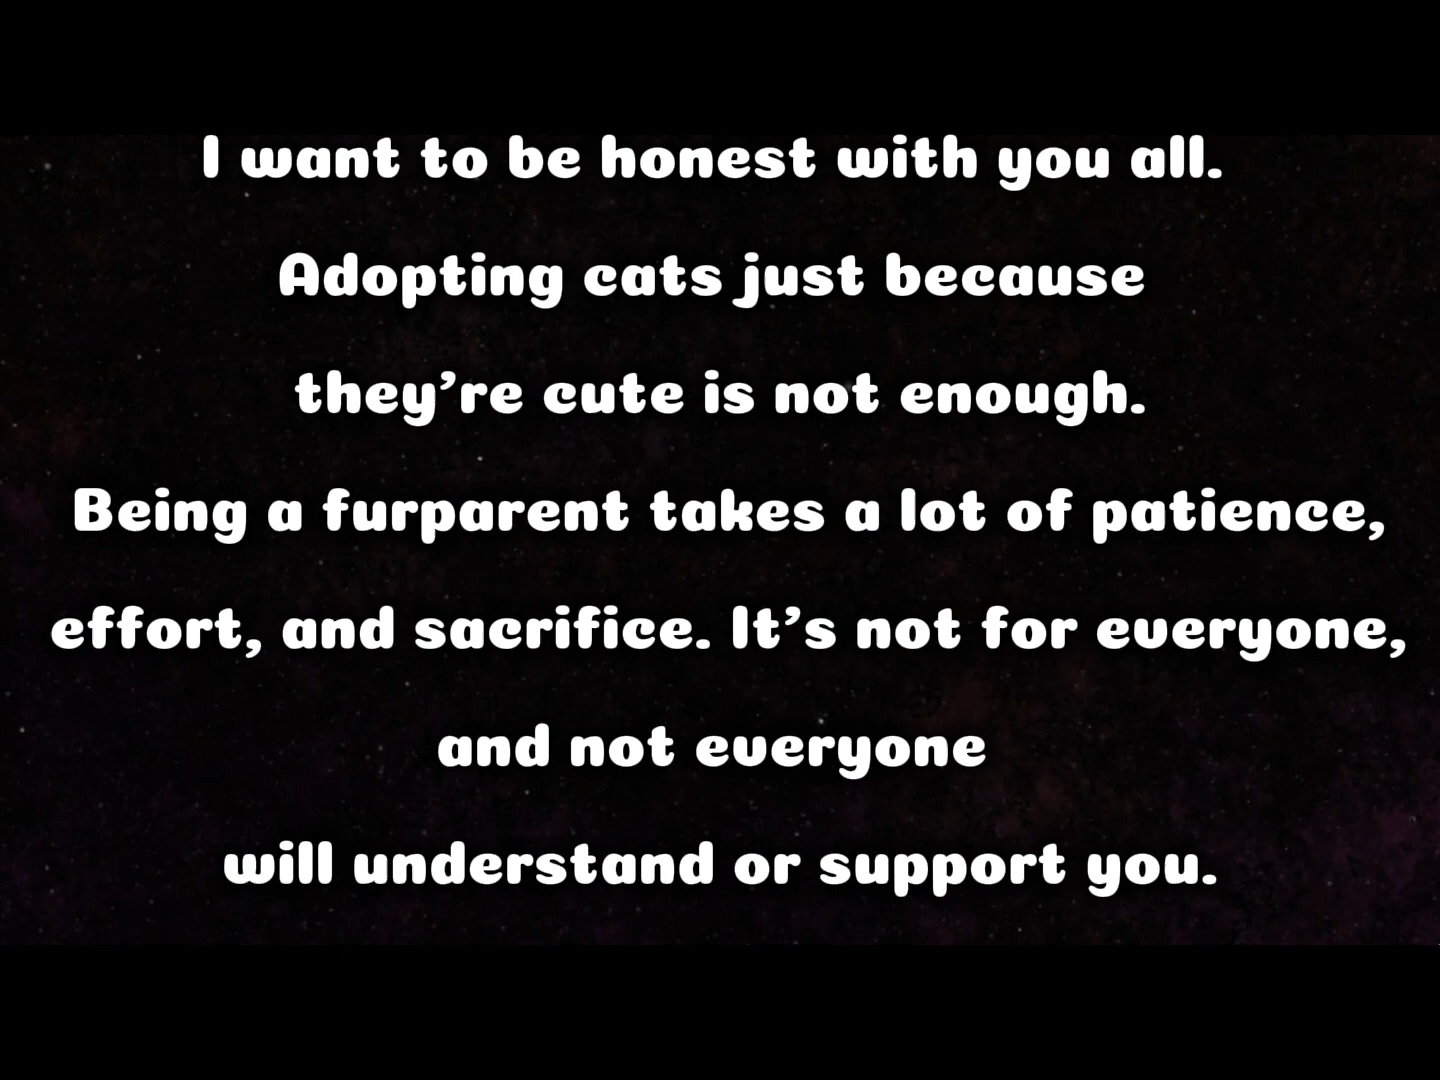 I want to be honest with you all.
Adopting cats just because
they’re cute is not enough.
Being a furparent takes a lot of patience,
effort, and sacrifice. It’s not for everyone,
and not everyone
will understand or support you.